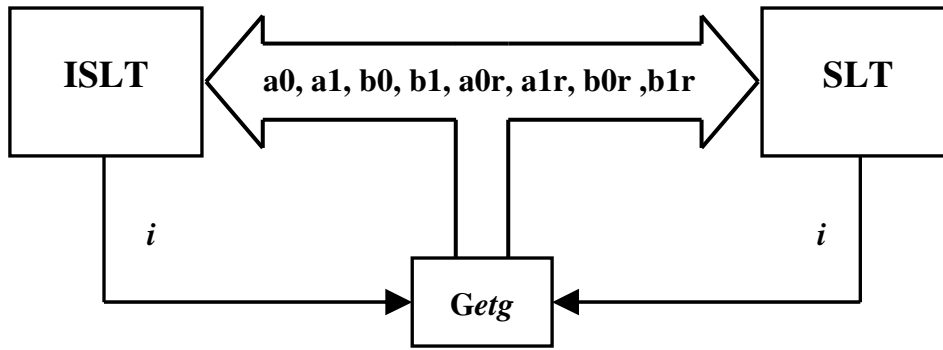 ISLT
a0, a1, b0, b1, a0r, a1r, b0r ,b1r
SLT
i
i
Getg